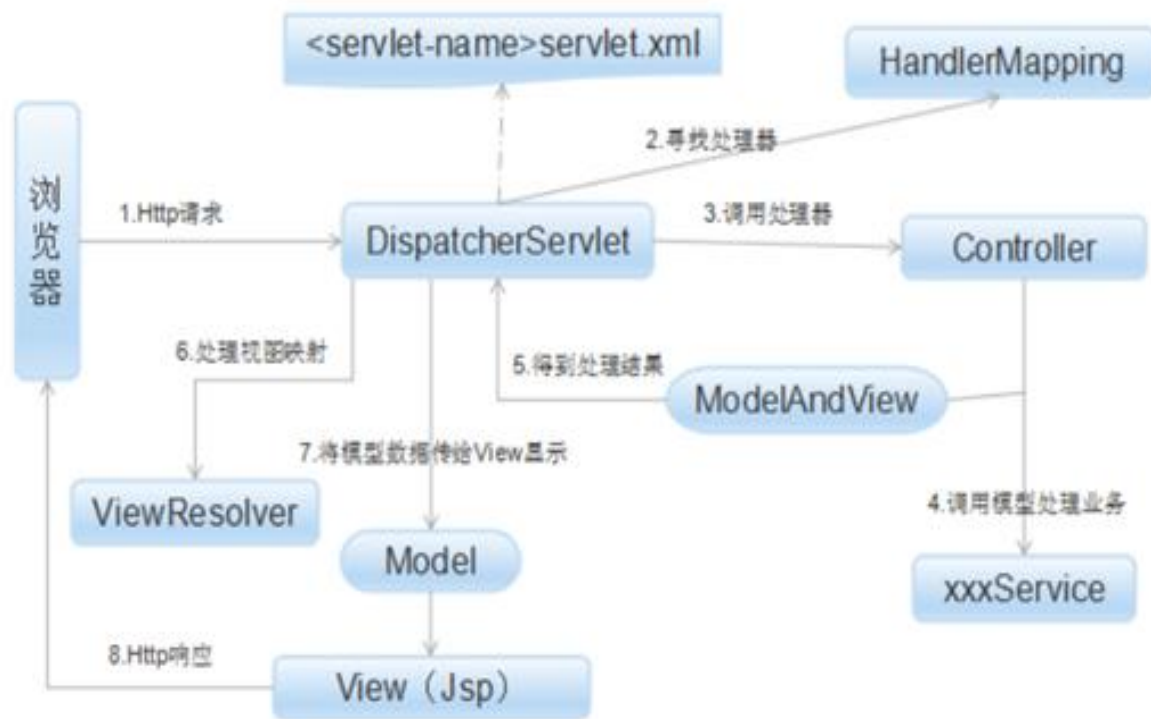 <servlet-name>servlet.xml
HandlerMapping
2.寻找处理器
浏览器
1.Http请求
DispatcherServlet
3.调用处理器
Controller
6.处理视图映射
5.得到处理结果
ModelAndView
7.将模型数据传给View显示
ViewResolver
4.调用模型处理业务
Model
xxxService
8.Http响应
View（Jsp）